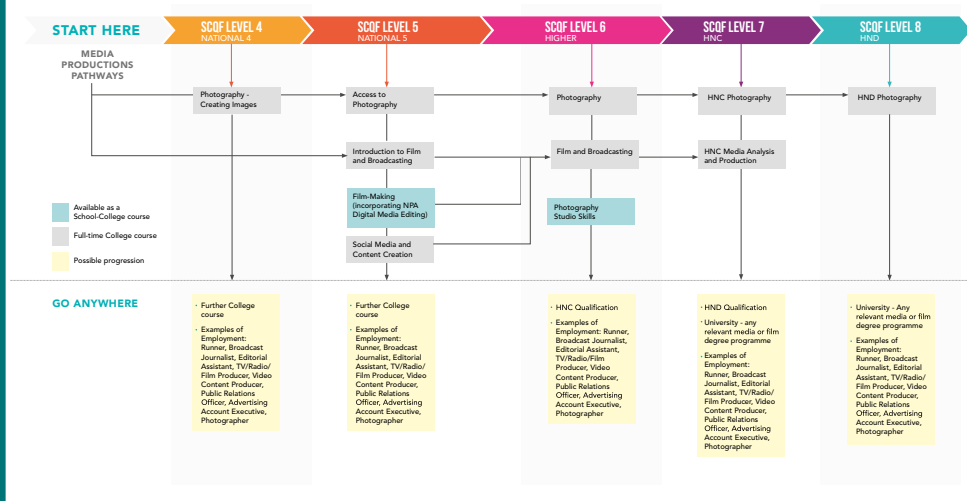 START HERE
SCQF LEVEL 4
NATIONAL 4
SCQF LEVEL 5
NATIONAL 5
SCQF LEVEL 6
HIGHER
SCQF LEVEL 7
HNC
SCQF LEVEL 8
HND
MEDIA
PRODUCTIONS
PATHWAYS
Photography -
Creating Images
Access to
Photography
Photography
HNC Photography
HND Photography
Introduction to Film
and Broadcasting
Film and Broadcasting
HNC Media Analysis
and Production
Film-Making
(incorporating NPA
Digital Media Editing)
Photography
Studio Skills
Social Media and
Content Creation
Available as a
School-College course
Full-time College course
Possible progression
GO ANYWHERE
· Further College
course
· Examples of
Employment:
Runner, Broadcast
Journalist, Editorial
Assistant, TV/Radio/
Film Producer, Video
Content Producer,
Public Relations
Officer, Advertising
Account Executive,
Photographer
· Further College
course
· Examples of
Employment:
Runner, Broadcast
Journalist, Editorial
Assistant, TV/Radio/
Film Producer, Video
Content Producer,
Public Relations
Officer, Advertising
Account Executive,
Photographer
· HNC Qualification
· Examples of
Employment: Runner,
Broadcast Journalist,
Editorial Assistant,
TV/Radio/Film
Producer, Video
Content Producer,
Public Relations
Officer, Advertising
Account Executive,
Photographer
· HND Qualification
· University - any
relevant media or film
degree programme
· Examples of
Employment:
Runner, Broadcast
Journalist, Editorial
Assistant, TV/Radio/
Film Producer, Video
Content Producer,
Public Relations
Officer, Advertising
Account Executive,
Photographer
· University - Any
relevant media or film
degree programme
· Examples of
Employment:
Runner, Broadcast
Journalist, Editorial
Assistant, TV/Radio/
Film Producer, Video
Content Producer,
Public Relations
Officer, Advertising
Account Executive,
Photographer